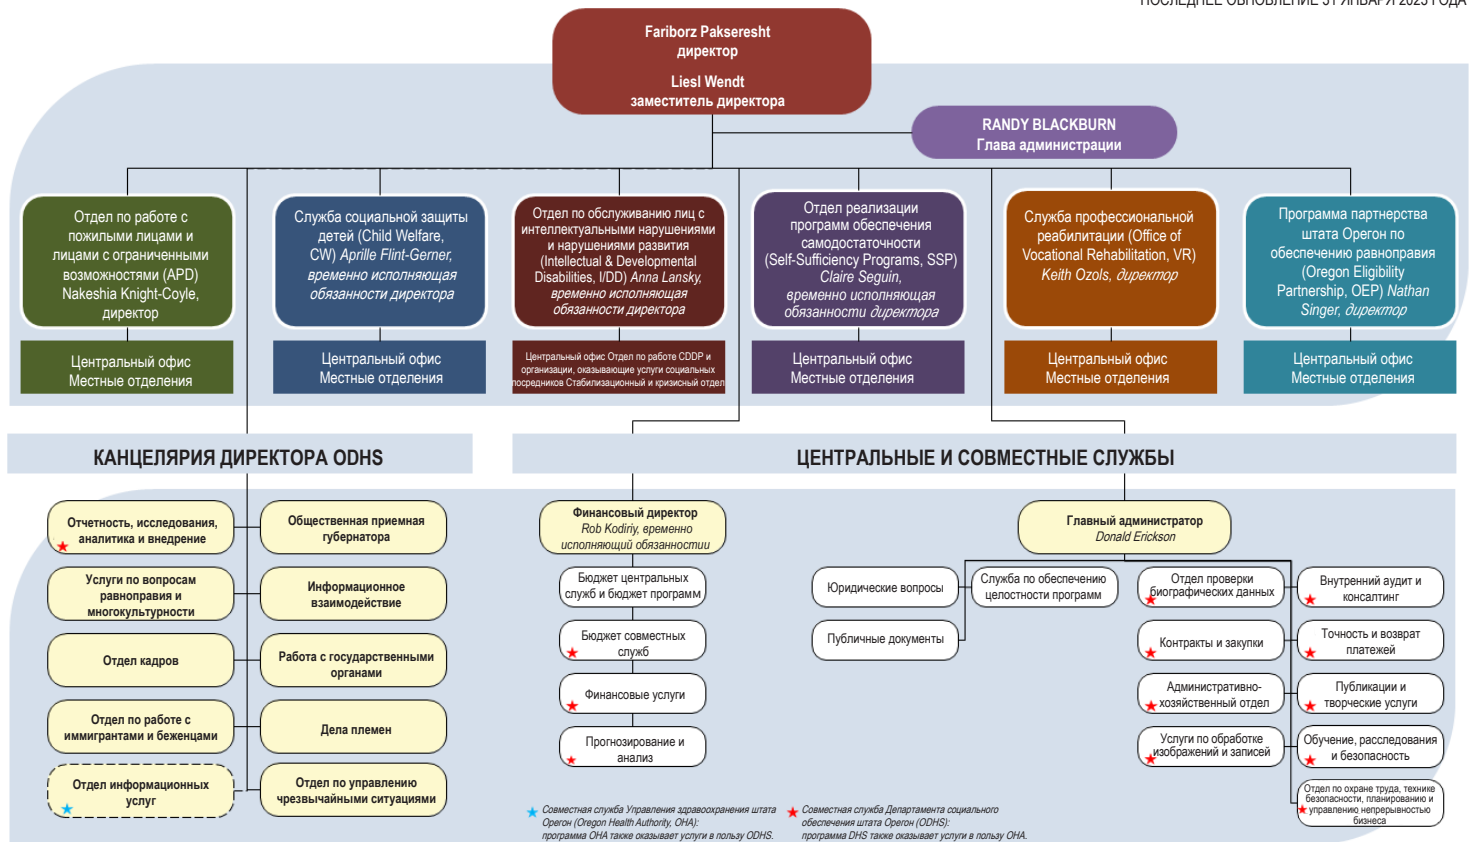 ПОСЛЕДНЕЕ ОБНОВЛЕНИЕ 31 ЯНВАРЯ 2023 ГОДА
Fariborz Pakseresht
директор
Liesl Wendt
заместитель директора
RANDY BLACKBURN
Глава администрации
Отдел по работе с
пожилыми лицами и
лицами с ограниченными
возможностями (APD)
Nakeshia Knight-Coyle,
директор
Служба социальной защиты
детей (Child Welfare,
CW) Aprille Flint-Gerner,
временно исполняющая
обязанности директора
Отдел по обслуживанию лиц с
интеллектуальными нарушениями
и нарушениями развития
(Intellectual & Developmental
Disabilities, I/DD) Anna Lansky,
временно исполняющая
обязанности директора
Отдел реализации
программ обеспечения
самодостаточности
(Self-Sufficiency Programs, SSP)
Claire Seguin,
временно исполняющая
обязанности директора
Служба профессиональной
реабилитации (Office of
Vocational Rehabilitation, VR)
Keith Ozols, директор
Программа партнерства
штата Орегон по
обеспечению равноправия
(Oregon Eligibility
Partnership, OEP) Nathan
Singer, директор
Центральный офис
Местные отделения
Центральный офис
Местные отделения
Центральный офис Отдел по работе CDDP и
организации, оказывающие услуги социальных
посредников Стабилизационный и кризисный отдел
Центральный офис
Местные отделения
Центральный офис
Местные отделения
Центральный офис
Местные отделения
КАНЦЕЛЯРИЯ ДИРЕКТОРА ODHS
ЦЕНТРАЛЬНЫЕ И СОВМЕСТНЫЕ СЛУЖБЫ
Отчетность, исследования,
аналитика и внедрение
Общественная приемная
губернатора
Услуги по вопросам
равноправия и
многокультурности
Информационное
взаимодействие
Отдел кадров
Работа с государственными
органами
Отдел по работе с
иммигрантами и беженцами
Дела племен
Отдел информационных
услуг
Отдел по управлению
чрезвычайными ситуациями
Финансовый директор
Rob Kodiriy, временно
исполняющий обязанностии
Бюджет центральных
служб и бюджет программ
Бюджет совместных
служб
Финансовые услуги
Прогнозирование и
анализ
Главный администратор
Donald Erickson
Юридические вопросы
Служба по обеспечению
целостности программ
Публичные документы
Отдел проверки
биографических данных
Внутренний аудит и
консалтинг
Контракты и закупки
Точность и возврат
платежей
Административно-
хозяйственный отдел
Публикации и
творческие услуги
Услуги по обработке
изображений и записей
Обучение, расследования
и безопасность
Отдел по охране труда, технике
безопасности, планированию и
управлению непрерывностью
бизнеса
Совместная служба Управления здравоохранения штата
Орегон (Oregon Health Authority, OHA):
программа OHA также оказывает услуги в пользу ODHS.
Совместная служба Департамента социального
обеспечения штата Орегон (ODHS):
программа DHS также оказывает услуги в пользу OHA.